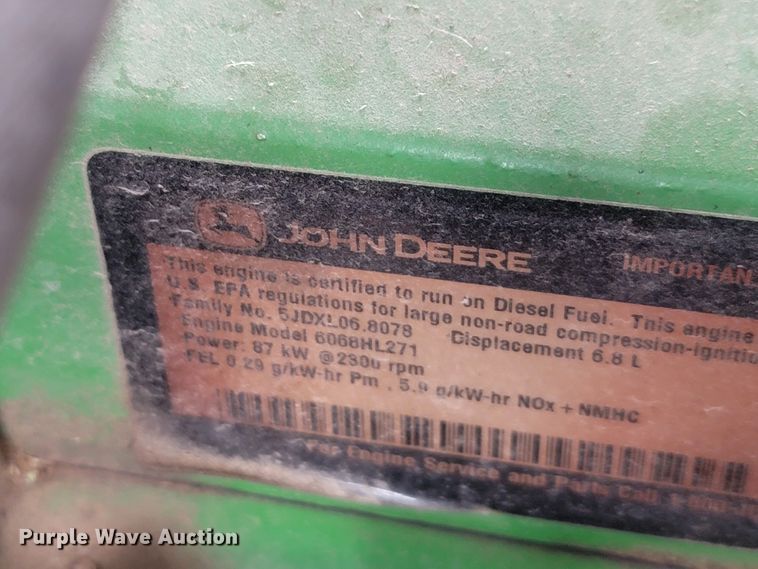 JOHN DEERE
IMPORTAN
This engine is certified to run on Diesel Fuel. This engine
U.S. EPA regulations for large non-road compression-ignitio
Family No. 5JDXL06.8078 Displacement 6.8 L
Engine Model 6068HL271
Power: 87 kW @ 2300 rpm
FEL 0.29 g/kW-hr Pm . 5.9 g/kW-hr NOx + NMHC
For Engine Service and Parts Call
Purple Wave Auction